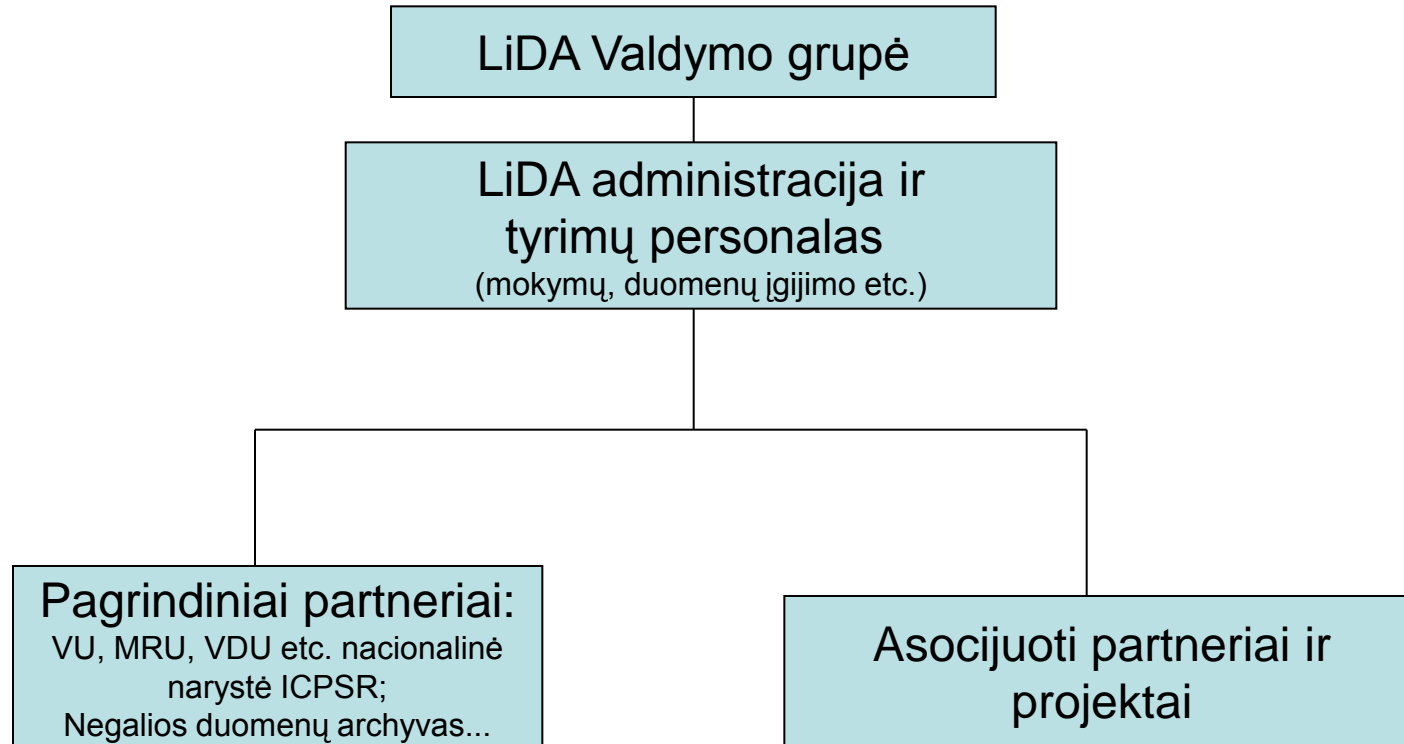 LiDA Valdymo grupė
LiDA administracija ir
tyrimų personalas
(mokymų, duomenų įgijimo etc.)
Pagrindiniai partneriai:
VU, MRU, VDU etc. nacionalinė
narystė ICPSR;
Negalios duomenų archyvas...
Asocijuoti partneriai ir
projektai